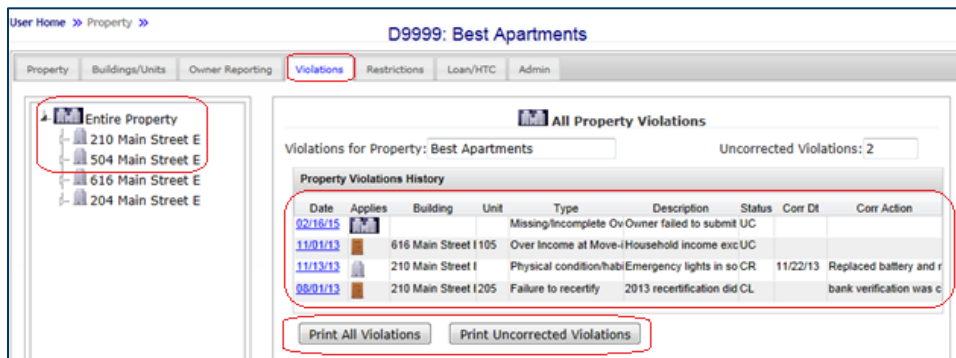 User Home » Property »
D9999: Best Apartments
Property Buildings/Units Owner Reporting Violations Restrictions Loan/HTC Admin
Entire Property
210 Main Street E
504 Main Street E
616 Main Street E
204 Main Street E
All Property Violations
Violations for Property: Best Apartments Uncorrected Violations: 2
Property Violations History
Date Applies Building Unit Type Description Status Corr Dt Corr Action
02/16/15 Missing/Incomplete Ov Owner failed to submit UC
11/01/13 616 Main Street I 105 Over Income at Move-i Household income exc UC
11/13/13 210 Main Street I Physical condition/habi Emergency lights in so CR 11/22/13 Replaced battery and r
08/01/13 210 Main Street I 205 Failure to recertify 2013 recertification did CL bank verification was c
Print All Violations Print Uncorrected Violations